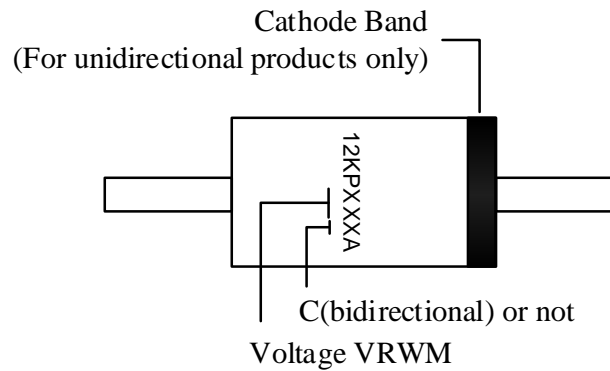 Cathode Band
(For unidirectional products only)
12KPXXXA
C(bidirectional) or not
Voltage VRWM